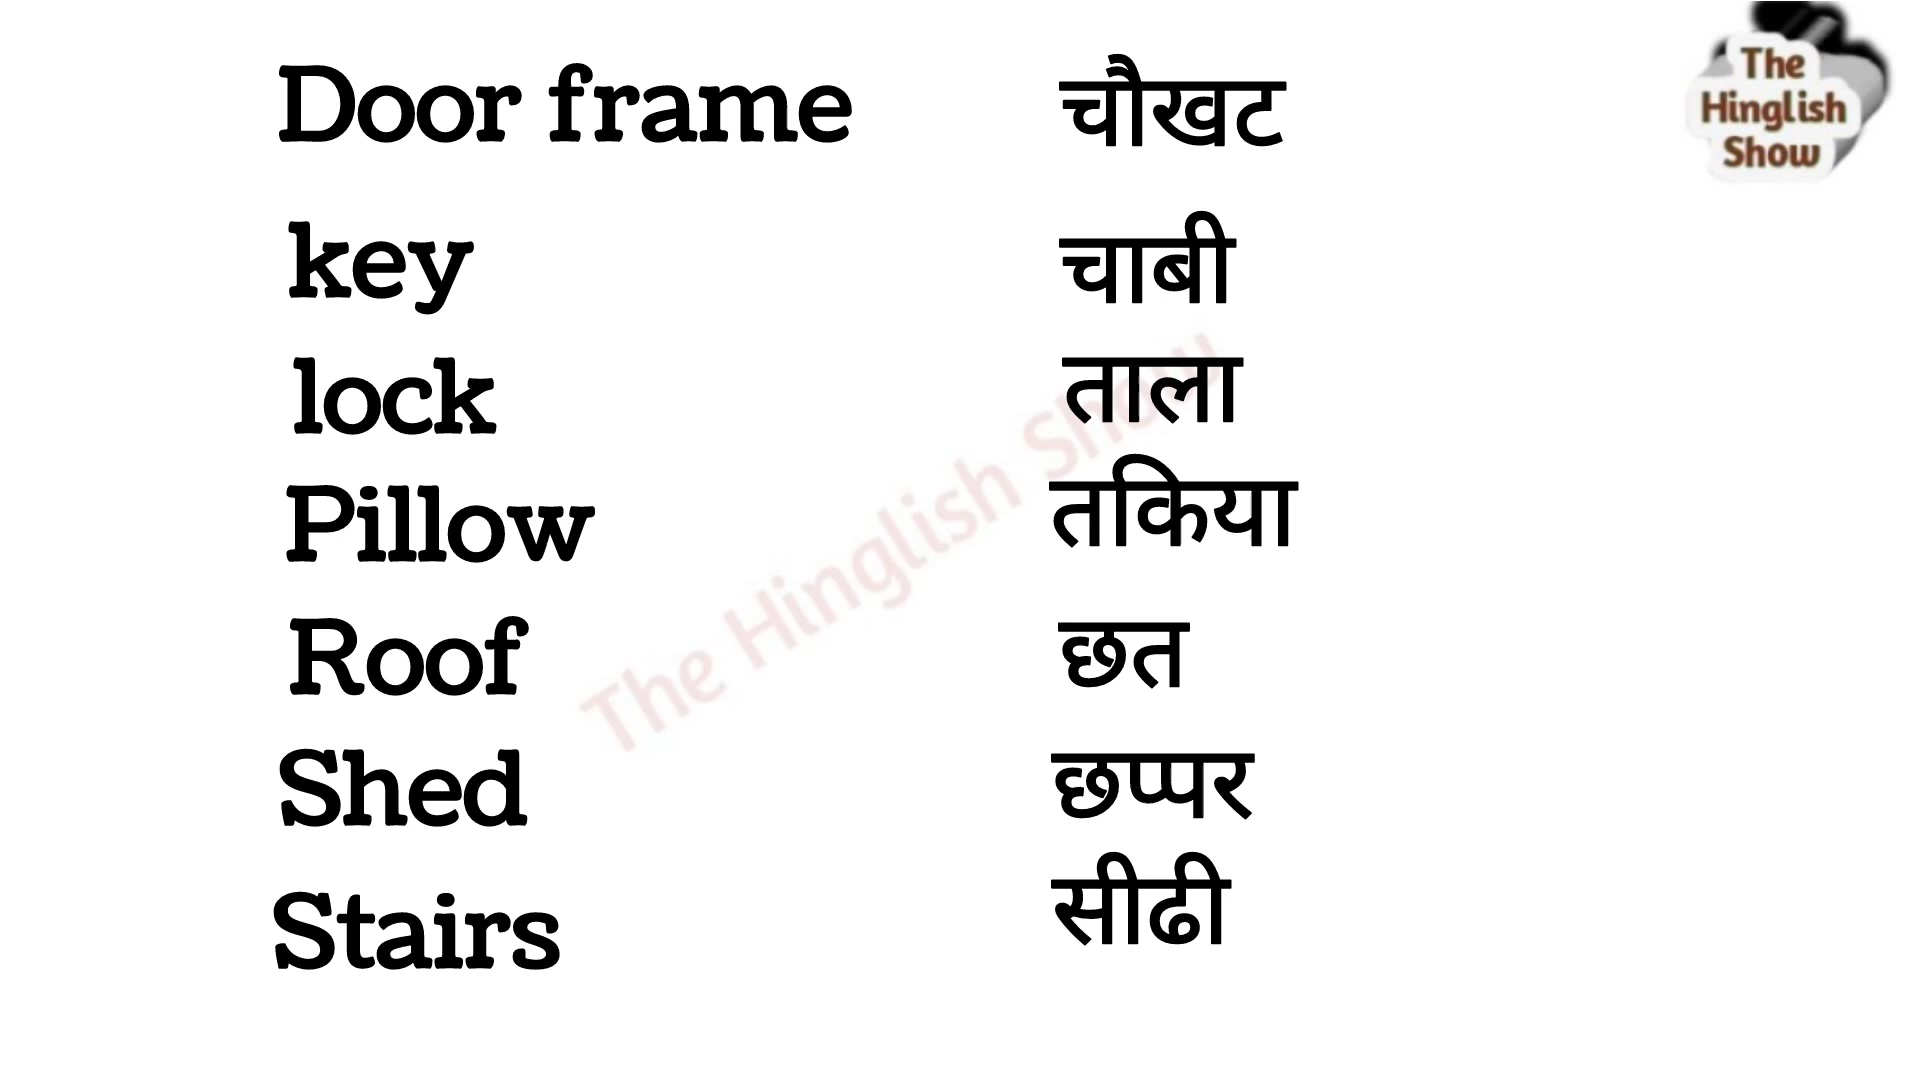 Door frame चौखट
The
Hinglish
Show
key चाबी
lock ताला
Pillow तकिया
Roof छत
Shed छप्पर
Stairs सीढी
The Hinglish Show